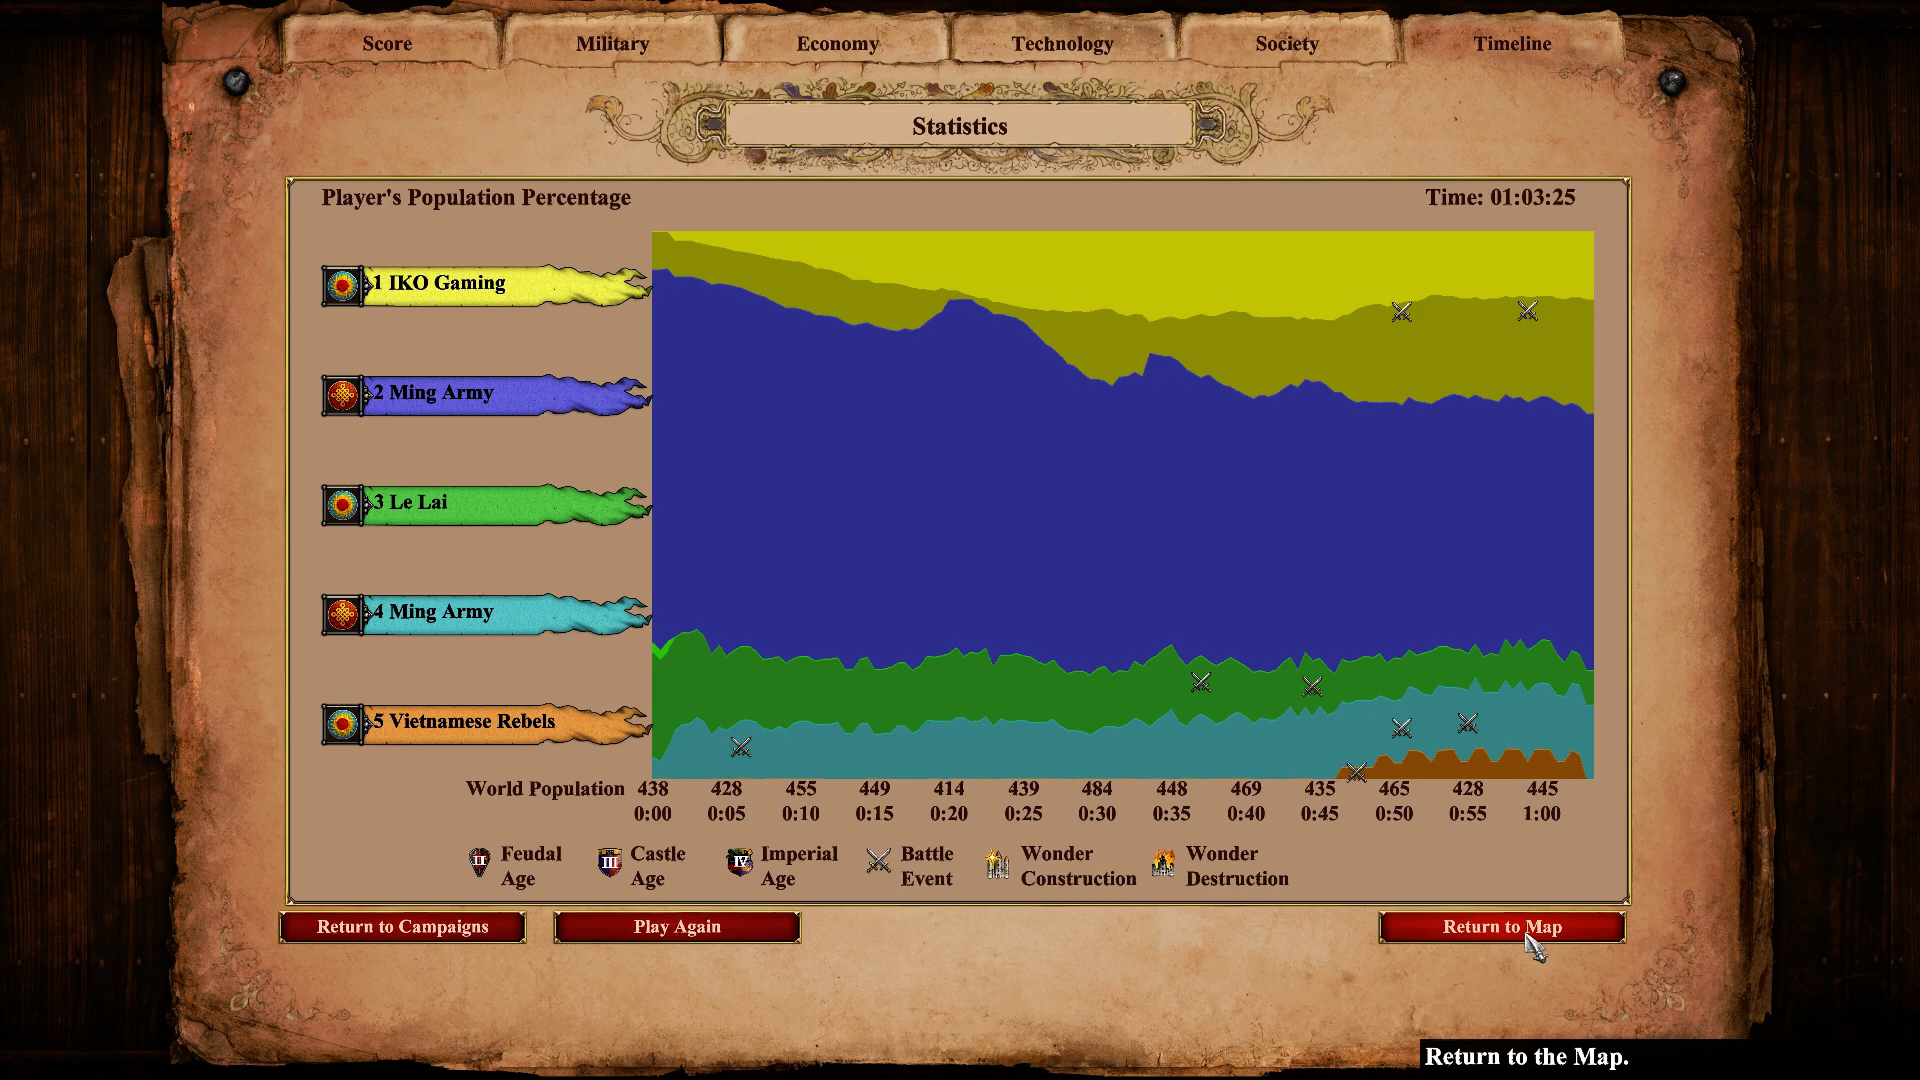 Score Military Economy Technology Society Timeline
Statistics
Player's Population Percentage Time: 01:03:25
1 IKO Gaming
2 Ming Army
3 Le Lai
4 Ming Army
5 Vietnamese Rebels
World Population 438 428 455 449 414 439 484 448 469 435 465 428 445
0:00 0:05 0:10 0:15 0:20 0:25 0:30 0:35 0:40 0:45 0:50 0:55 1:00
II Feudal III Castle IV Imperial Battle Wonder Wonder
Age Age Age Event Construction Destruction
Return to Campaigns Play Again Return to Map
Return to the Map.